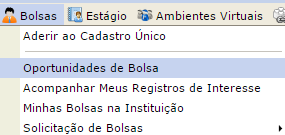 Bolsas Estágio Ambientes Virtuais
Aderir ao Cadastro Único
Oportunidades de Bolsa
Acompanhar Meus Registros de Interesse
Minhas Bolsas na Instituição
Solicitação de Bolsas